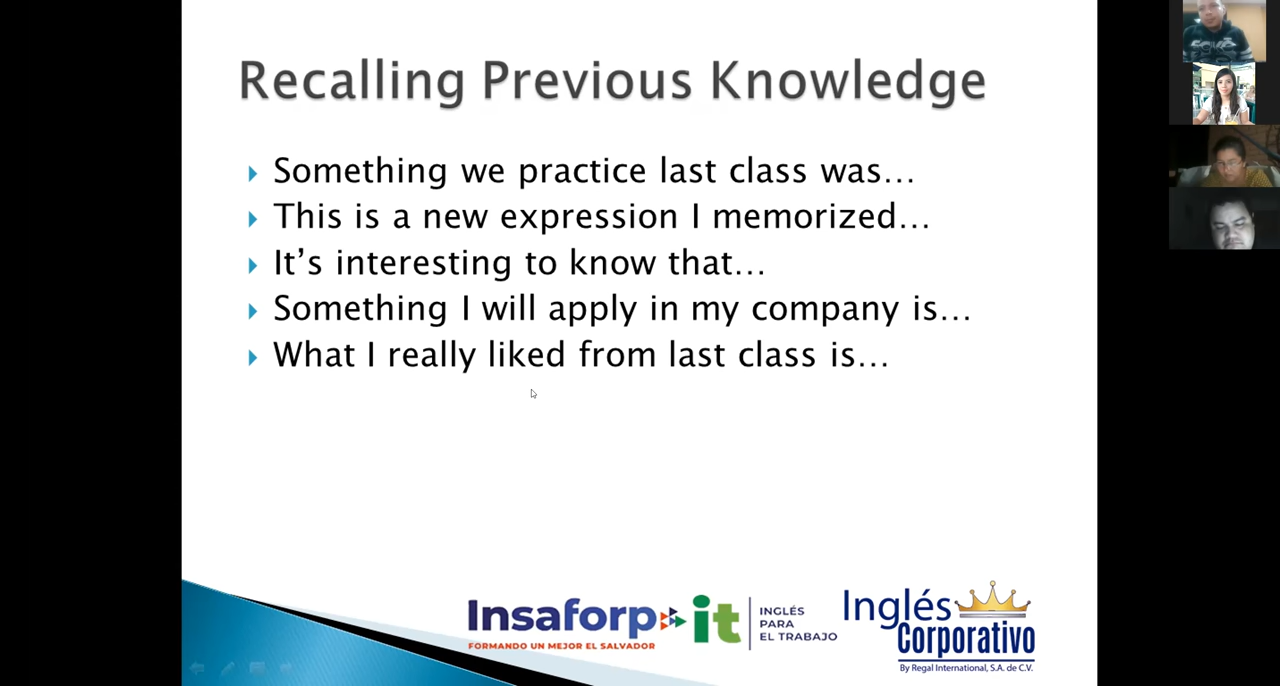 Recalling Previous Knowledge
Something we practice last class was…
This is a new expression I memorized…
It’s interesting to know that…
Something I will apply in my company is…
What I really liked from last class is…
Insaforp
FORMANDO UN MEJOR EL SALVADOR
it
INGLÉS
PARA
EL TRABAJO
Inglés
Corporativo
By Regal International, S.A. de C.V.